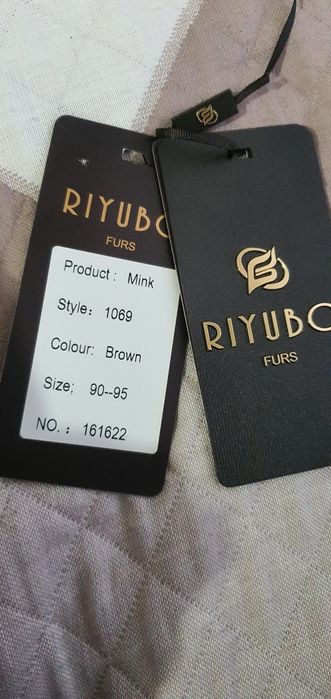 RIYUBO
FURS
Product : Mink
Style: 1069
Colour: Brown
Size; 90--95
NO. : 161622
RIYUBO
FURS